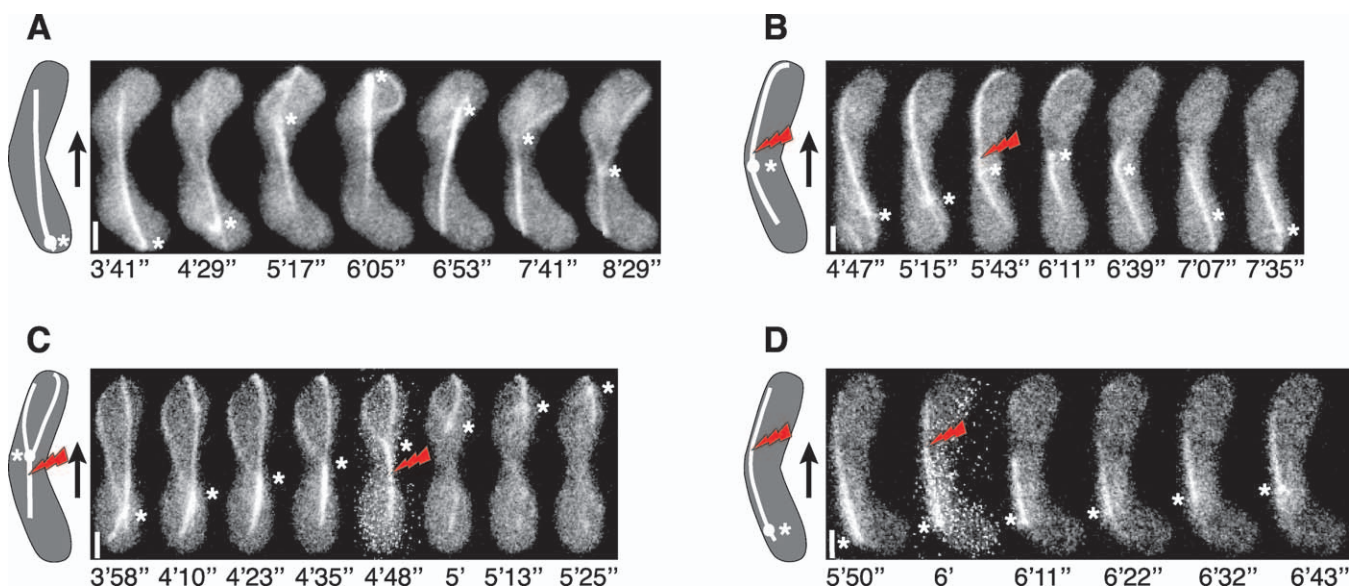 A
B
3’41” 4’29” 5’17” 6’05” 6’53” 7’41” 8’29”
4’47” 5’15” 5’43” 6’11” 6’39” 7’07” 7’35”
C
D
3’58” 4’10” 4’23” 4’35” 4’48” 5’ 5’13” 5’25”
5’50” 6’ 6’11” 6’22” 6’32” 6’43”